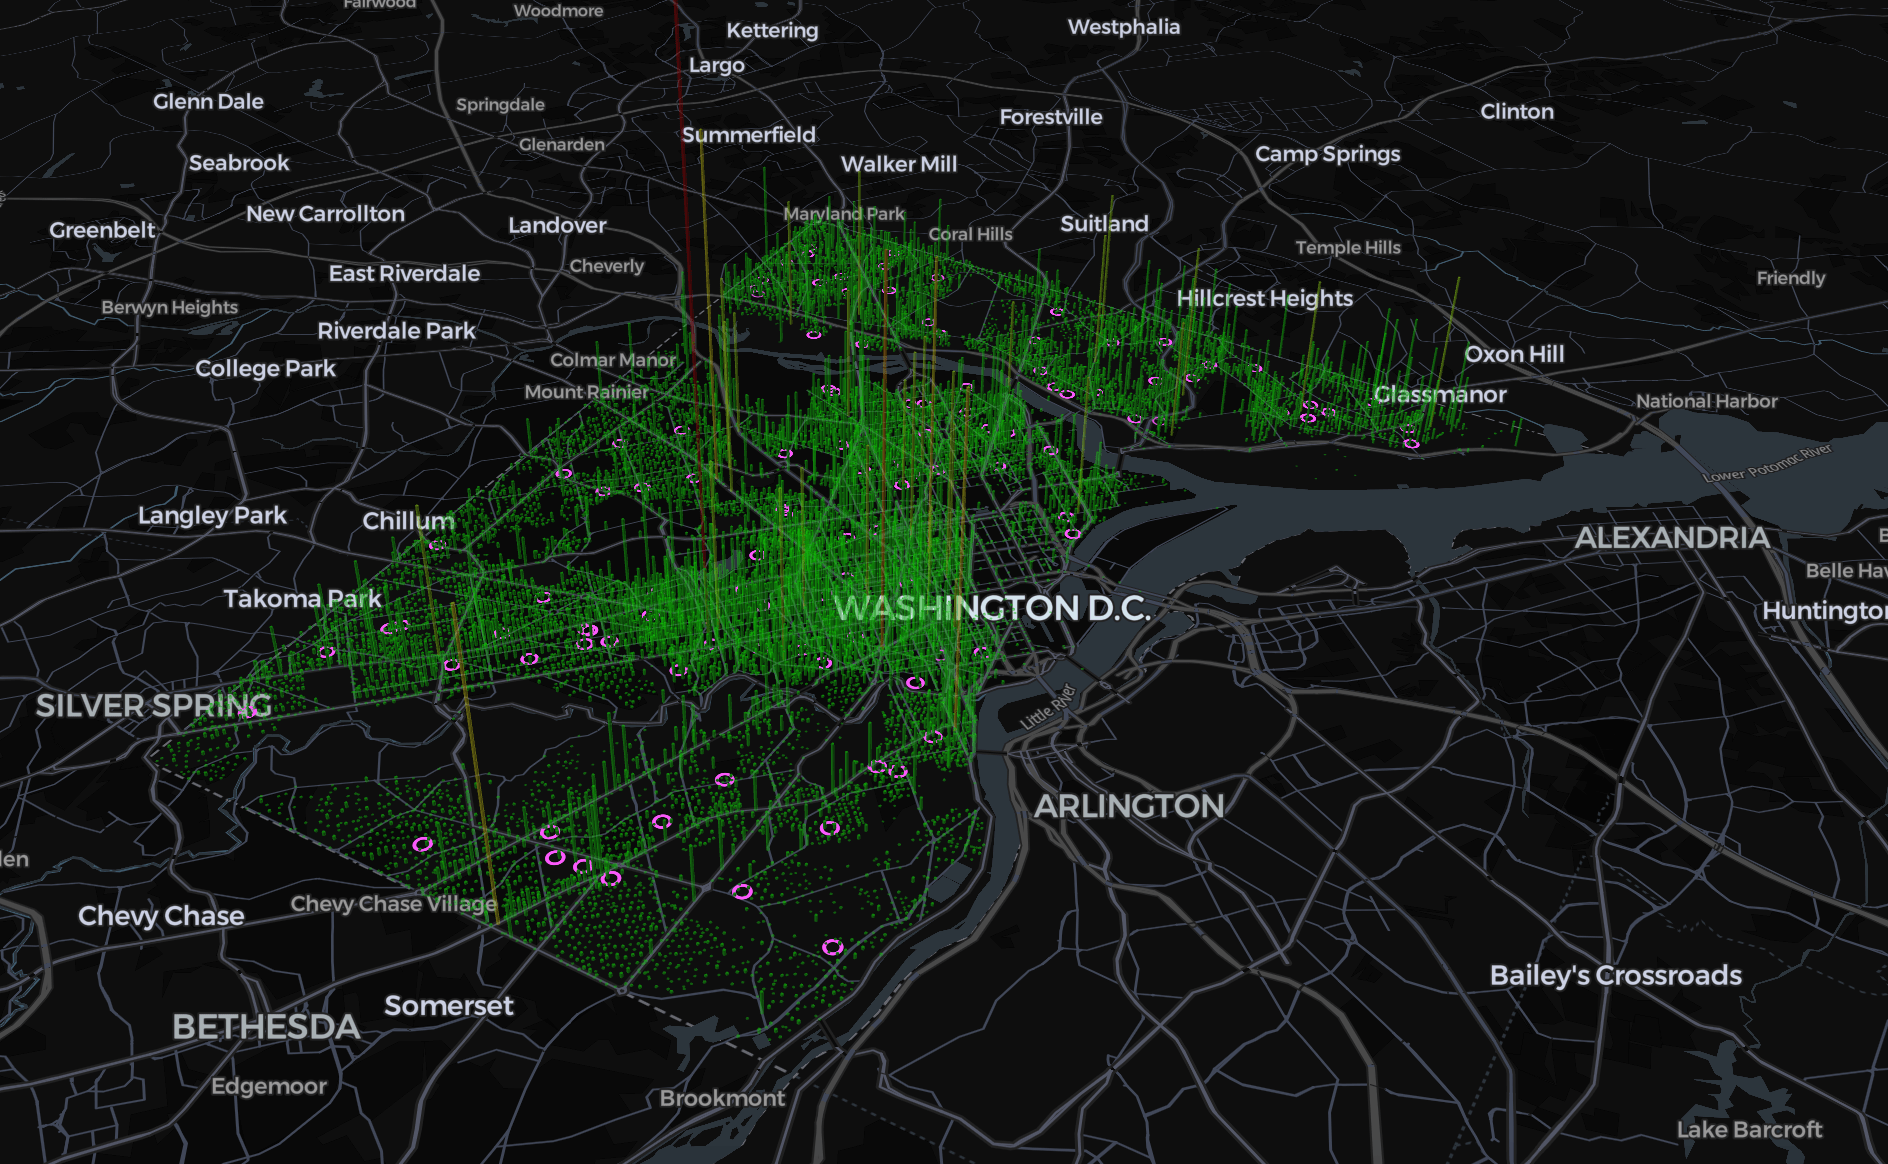 Fairwood
Woodmore
Kettering
Westphalia
Largo
Glenn Dale
Springdale
Forestville
Clinton
Summerfield
Glenarden
Seabrook
Walker Mill
Camp Springs
New Carrollton
Maryland Park
Landover
Greenbelt
Coral Hills
Suitland
Temple Hills
East Riverdale
Cheverly
Friendly
Berwyn Heights
Hillcrest Heights
Riverdale Park
Colmar Manor
Oxon Hill
College Park
Mount Rainier
Glassmanor
National Harbor
Lower Potomac River
Langley Park
Chillum
ALEXANDRIA
Belle Hav
Takoma Park
WASHINGTON D.C.
Huntington
SILVER SPRING
Little River
ARLINGTON
len
Chevy Chase Village
Chevy Chase
Bailey's Crossroads
Somerset
BETHESDA
Edgemoor
Brookmont
Lake Barcroft